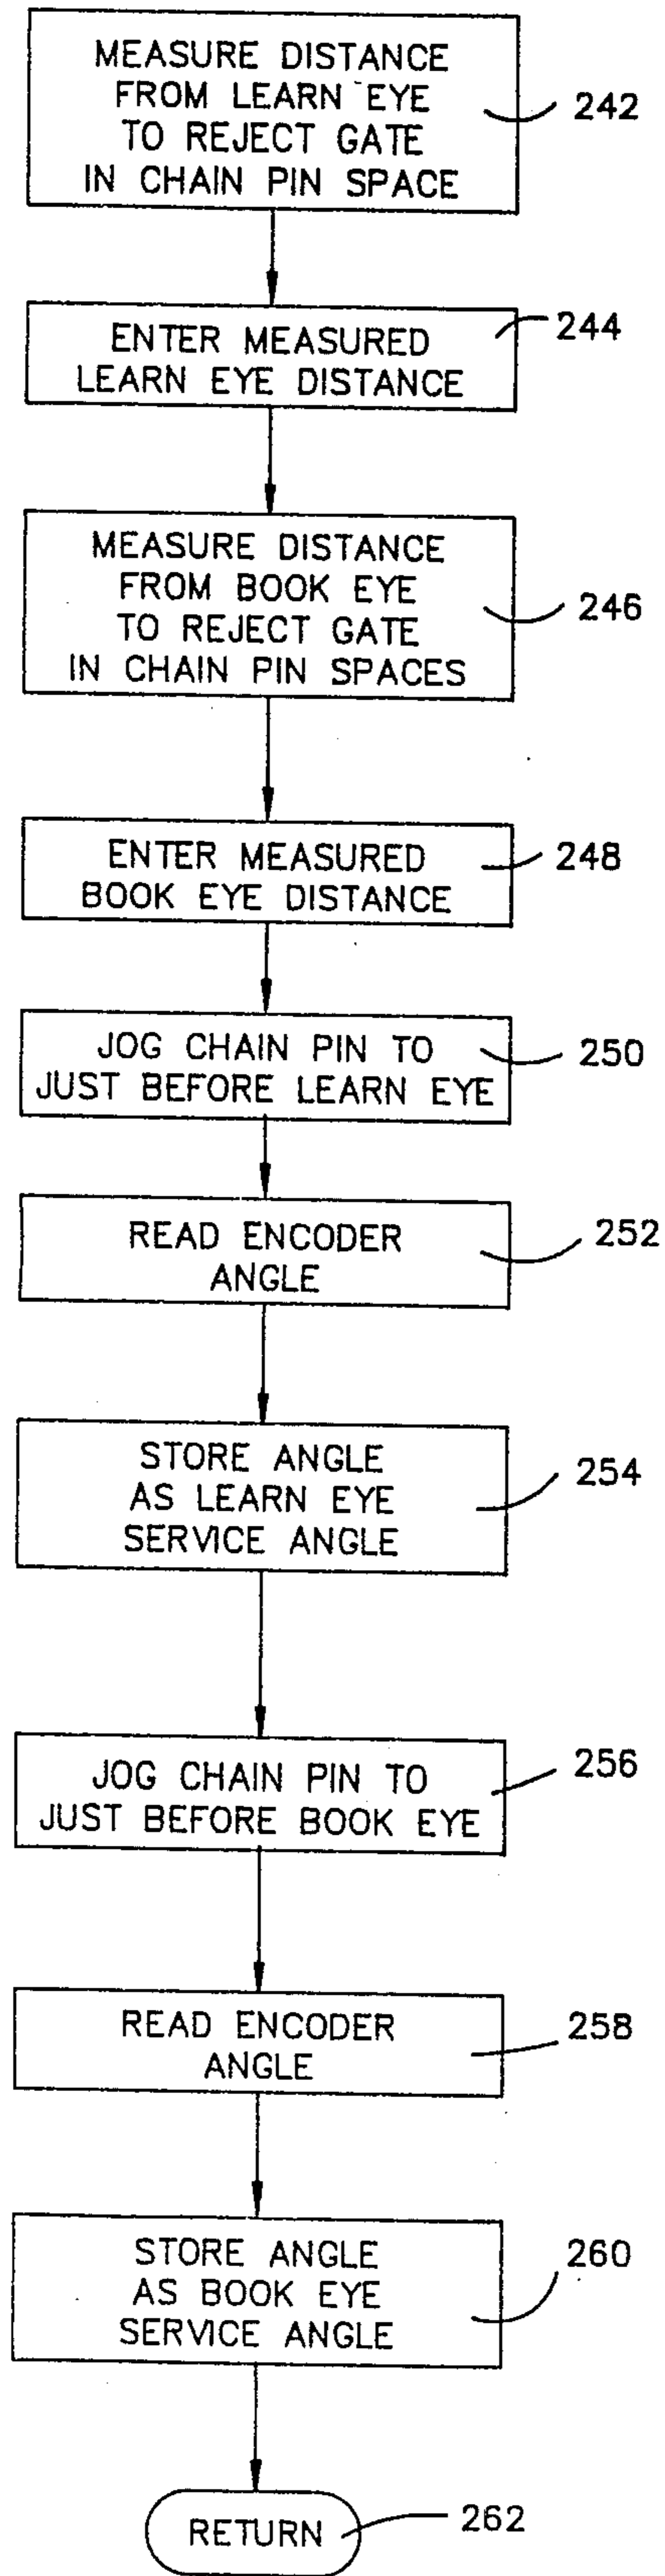 MEASURE DISTANCE
FROM LEARN EYE
TO REJECT GATE
IN CHAIN PIN SPACE
242
ENTER MEASURED
LEARN EYE DISTANCE
244
MEASURE DISTANCE
FROM BOOK EYE
TO REJECT GATE
IN CHAIN PIN SPACES
246
ENTER MEASURED
BOOK EYE DISTANCE
248
JOG CHAIN PIN TO
JUST BEFORE LEARN EYE
250
READ ENCODER
ANGLE
252
STORE ANGLE
AS LEARN EYE
SERVICE ANGLE
254
JOG CHAIN PIN TO
JUST BEFORE BOOK EYE
256
READ ENCODER
ANGLE
258
STORE ANGLE
AS BOOK EYE
SERVICE ANGLE
260
RETURN
262